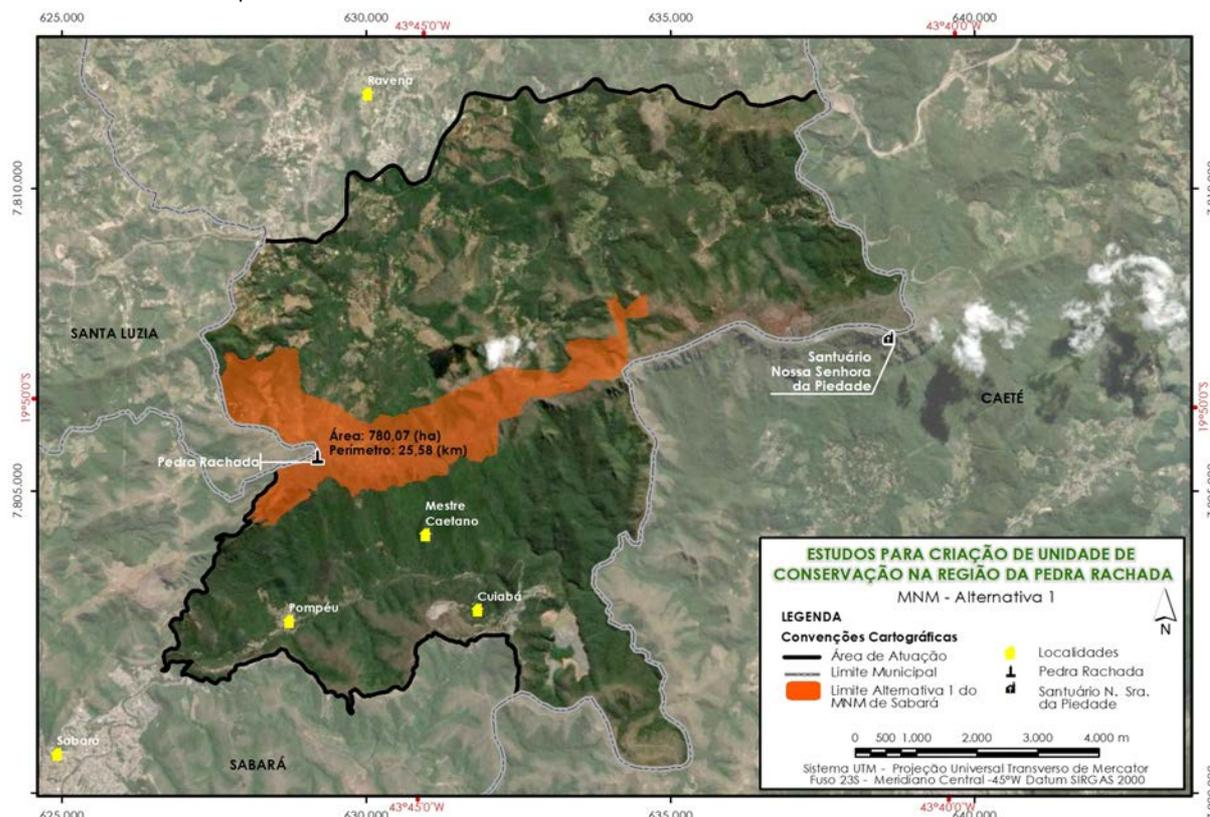 625.000
630.000
635.000
640.000
43°45'0"W
43°40'0"W
Ravena
7.810.000
SANTA LUZIA
Santuário
Nossa Senhora
da Piedade
CAETÉ
19°50'0"S
19°50'0"S
Área: 780,07 (ha)
Perímetro: 25,58 (km)
Pedra Rachada
7.805.000
Mestre
Caetano
Pompéu
Cuiabá
Sabará
SABARÁ
ESTUDOS PARA CRIAÇÃO DE UNIDADE DE
CONSERVAÇÃO NA REGIÃO DA PEDRA RACHADA
MNM - Alternativa 1
N
LEGENDA
Convenções Cartográficas
Área de Atuação
Limite Municipal
Limite Alternativa 1 do
MNM de Sabará
Localidades
Pedra Rachada
Santuário N. Sra.
da Piedade
0 500 1.000 2.000 3.000 4.000 m
Sistema UTM - Projeção Universal Transverso de Mercator
Fuso 23S - Meridiano Central -45ºW Datum SIRGAS 2000
625.000
630.000
43°45'0"W
635.000
43°40'0"W
640.000